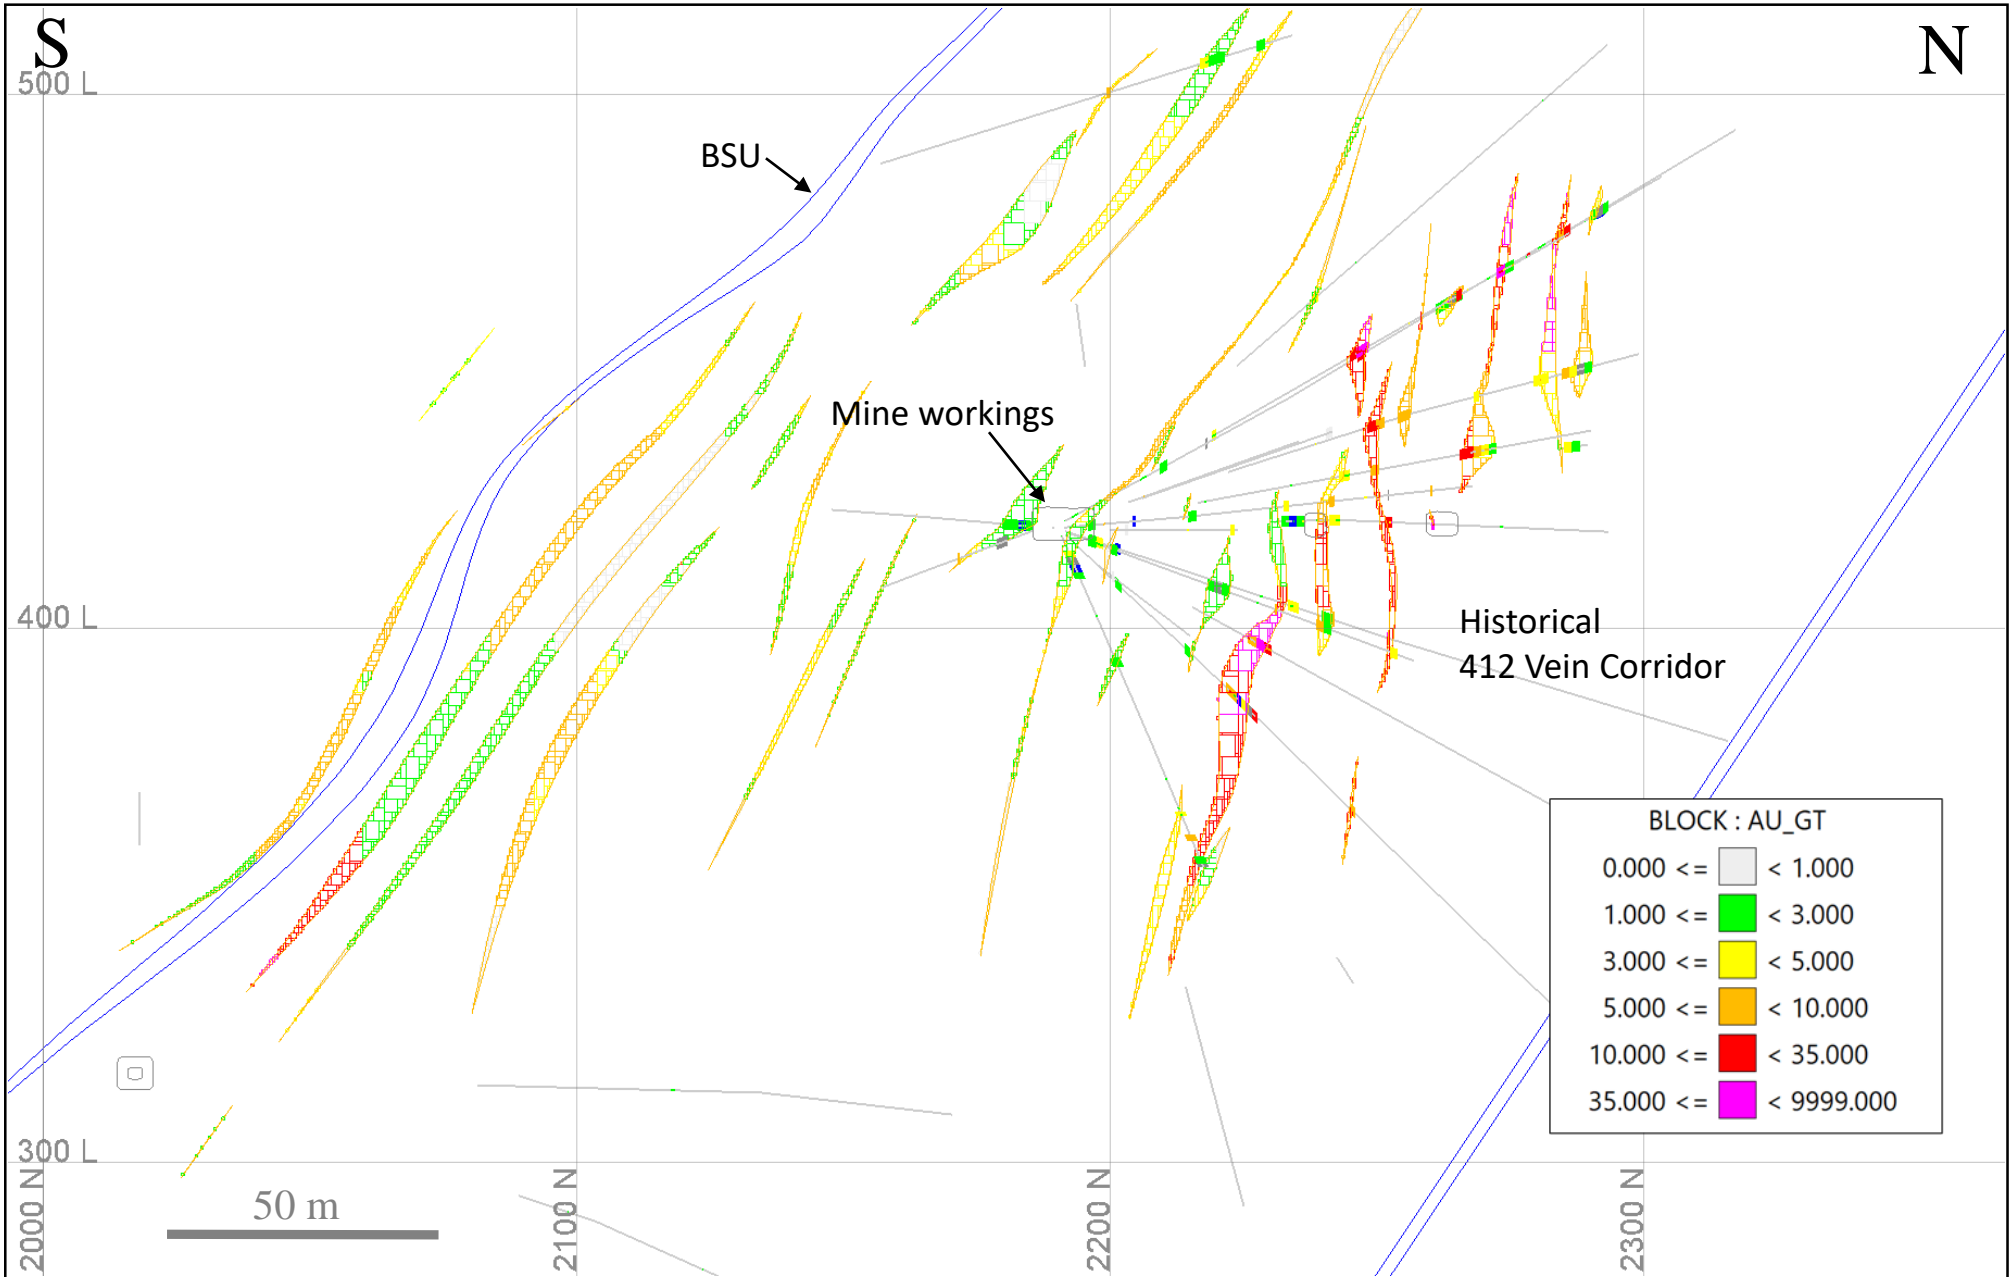 S
N
500 L
BSU
Mine workings
400 L
Historical
412 Vein Corridor
BLOCK : AU_GT
0.000 <= < 1.000
1.000 <= < 3.000
3.000 <= < 5.000
5.000 <= < 10.000
10.000 <= < 35.000
35.000 <= < 9999.000
300 L
50 m
2000 N
2100 N
2200 N
2300 N